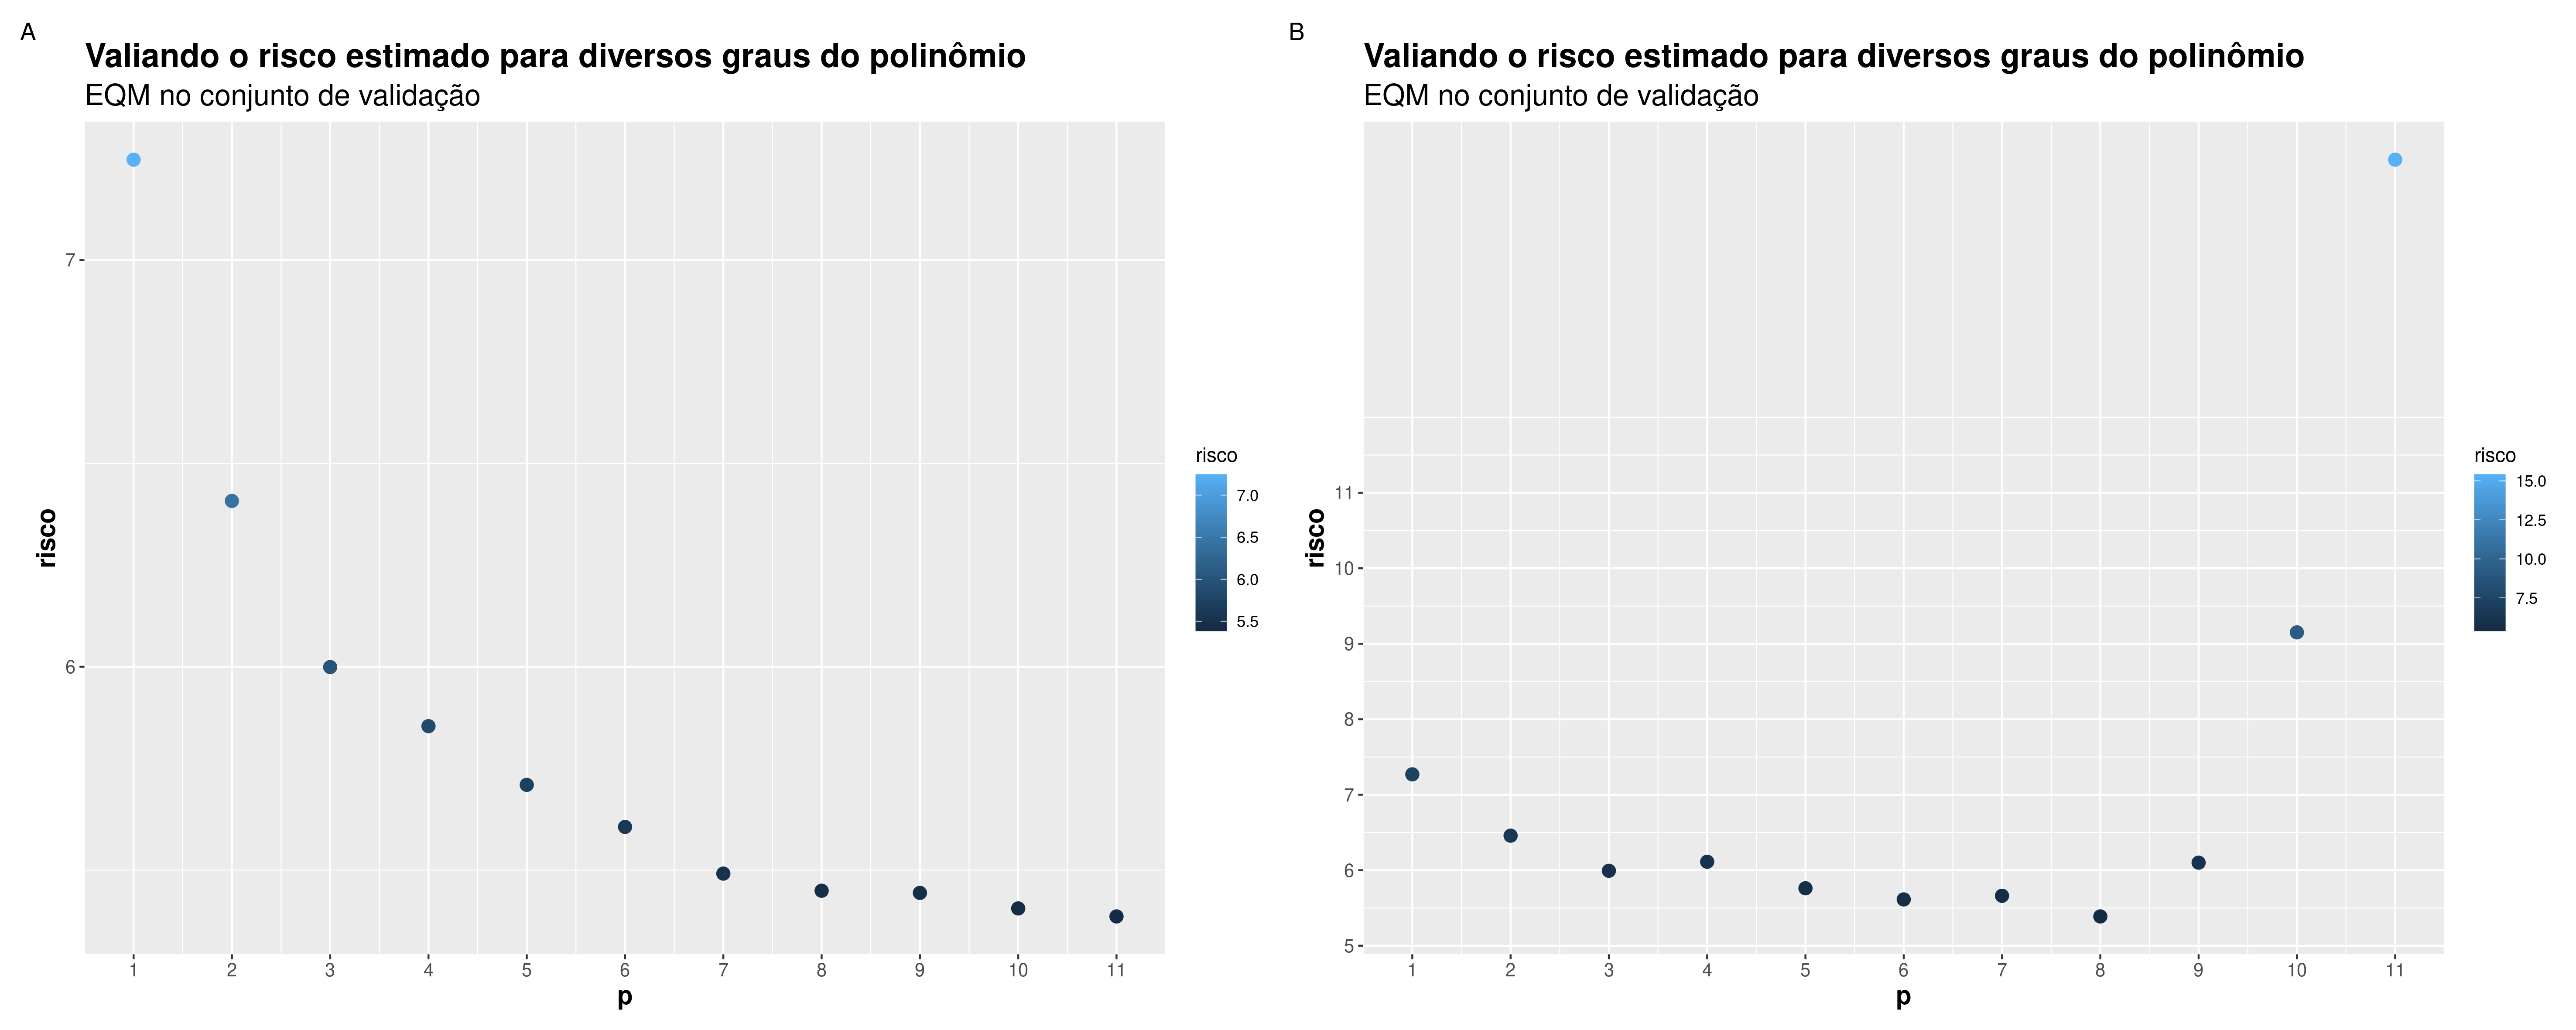 A
Valiando o risco estimado para diversos graus do polinômio
EQM no conjunto de validação
7
6
risco
1 2 3 4 5 6 7 8 9 10 11
p
risco
7.0
6.5
6.0
5.5
B
Valiando o risco estimado para diversos graus do polinômio
EQM no conjunto de validação
11
10
9
8
7
6
5
risco
1 2 3 4 5 6 7 8 9 10 11
p
risco
15.0
12.5
10.0
7.5